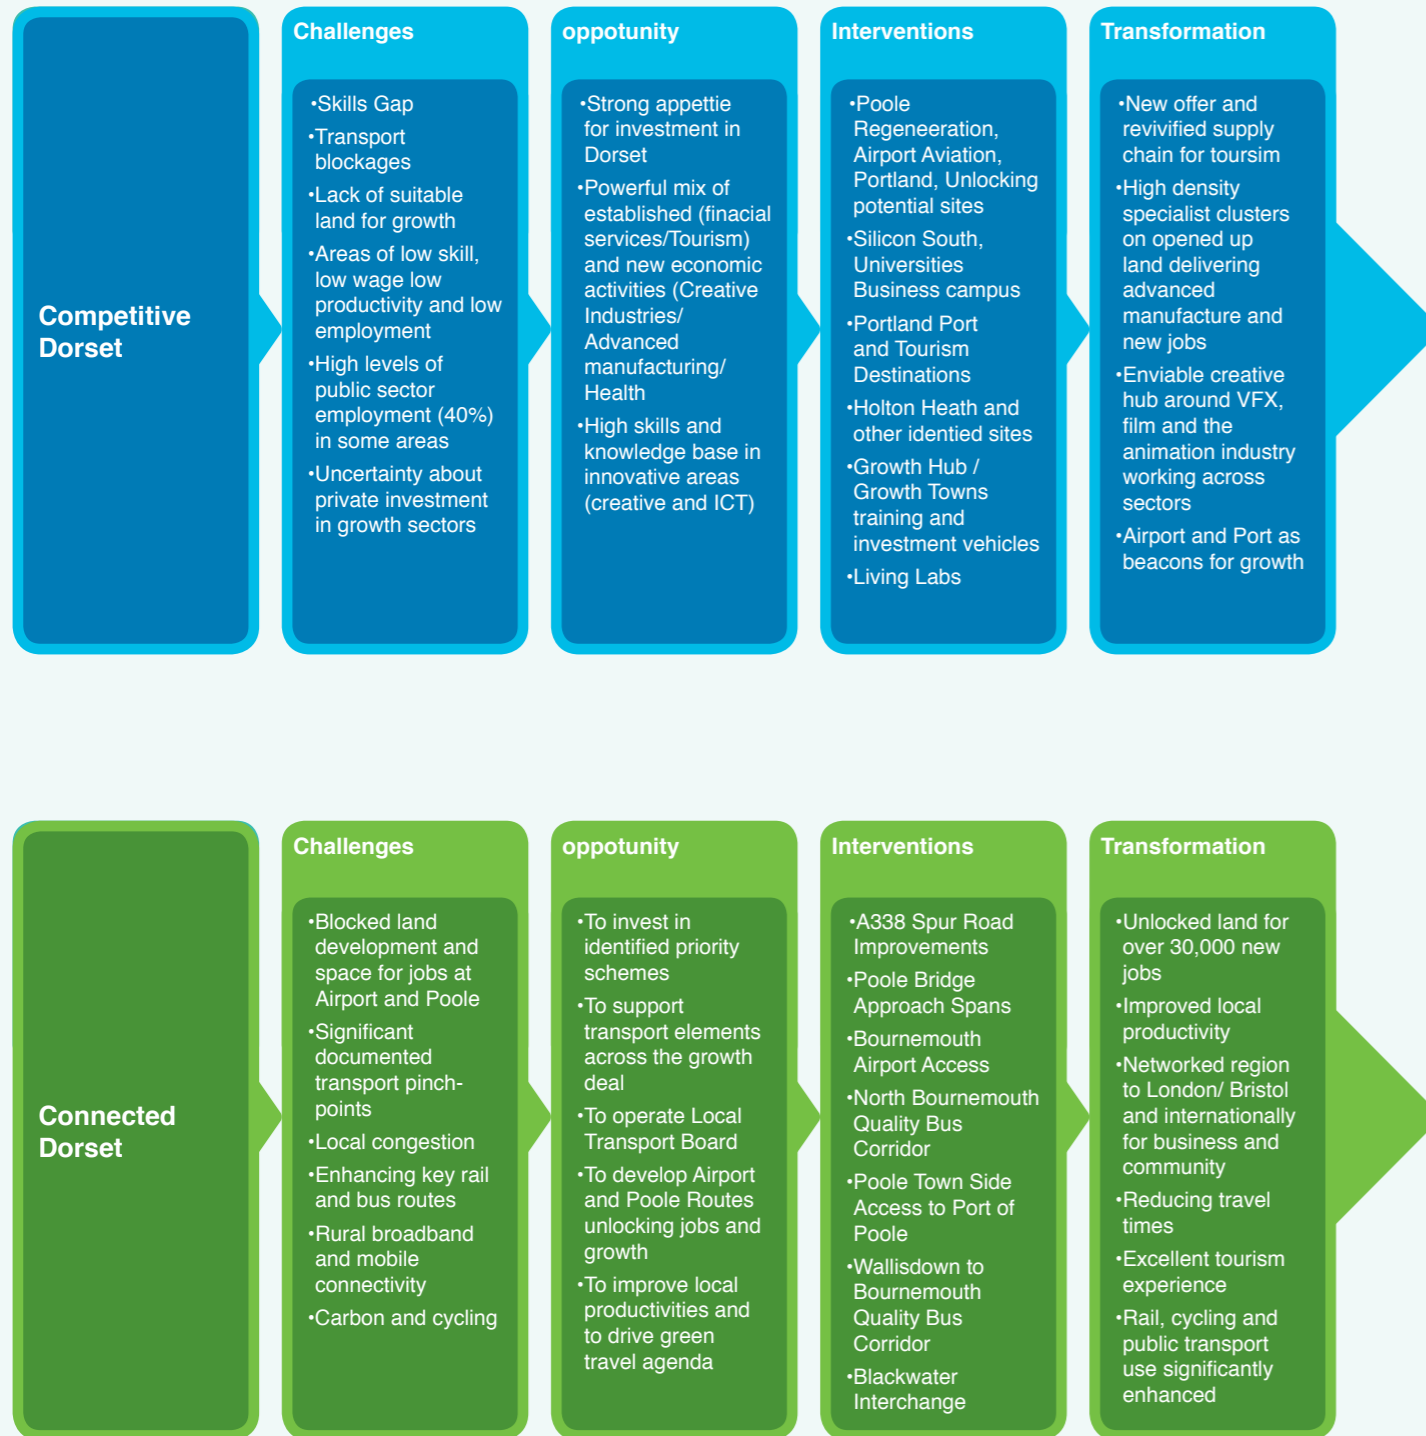 Competitive
Dorset
Challenges
•Skills Gap
•Transport
blockages
•Lack of suitable
land for growth
•Areas of low skill,
low wage low
productivity and low
employment
•High levels of
public sector
employment (40%)
in some areas
•Uncertainty about
private investment
in growth sectors
oppotunity
•Strong appettie
for investment in
Dorset
•Powerful mix of
established (finacial
services/Tourism)
and new economic
activities (Creative
Industries/
Advanced
manufacturing/
Health
•High skills and
knowledge base in
innovative areas
(creative and ICT)
Interventions
•Poole
Regeneeration,
Airport Aviation,
Portland, Unlocking
potential sites
•Silicon South,
Universities
Business campus
•Portland Port
and Tourism
Destinations
•Holton Heath and
other identied sites
•Growth Hub /
Growth Towns
training and
investment vehicles
•Living Labs
Transformation
•New offer and
revivified supply
chain for toursim
•High density
specialist clusters
on opened up
land delivering
advanced
manufacture and
new jobs
•Enviable creative
hub around VFX,
film and the
animation industry
working across
sectors
•Airport and Port as
beacons for growth
Connected
Dorset
Challenges
•Blocked land
development and
space for jobs at
Airport and Poole
•Significant
documented
transport pinch-
points
•Local congestion
•Enhancing key rail
and bus routes
•Rural broadband
and mobile
connectivity
•Carbon and cycling
oppotunity
•To invest in
identified priority
schemes
•To support
transport elements
across the growth
deal
•To operate Local
Transport Board
•To develop Airport
and Poole Routes
unlocking jobs and
growth
•To improve local
productivities and
to drive green
travel agenda
Interventions
•A338 Spur Road
Improvements
•Poole Bridge
Approach Spans
•Bournemouth
Airport Access
•North Bournemouth
Quality Bus
Corridor
•Poole Town Side
Access to Port of
Poole
•Wallisdown to
Bournemouth
Quality Bus
Corridor
•Blackwater
Interchange
Transformation
•Unlocked land for
over 30,000 new
jobs
•Improved local
productivity
•Networked region
to London/ Bristol
and internationally
for business and
community
•Reducing travel
times
•Excellent tourism
experience
•Rail, cycling and
public transport
use significantly
enhanced